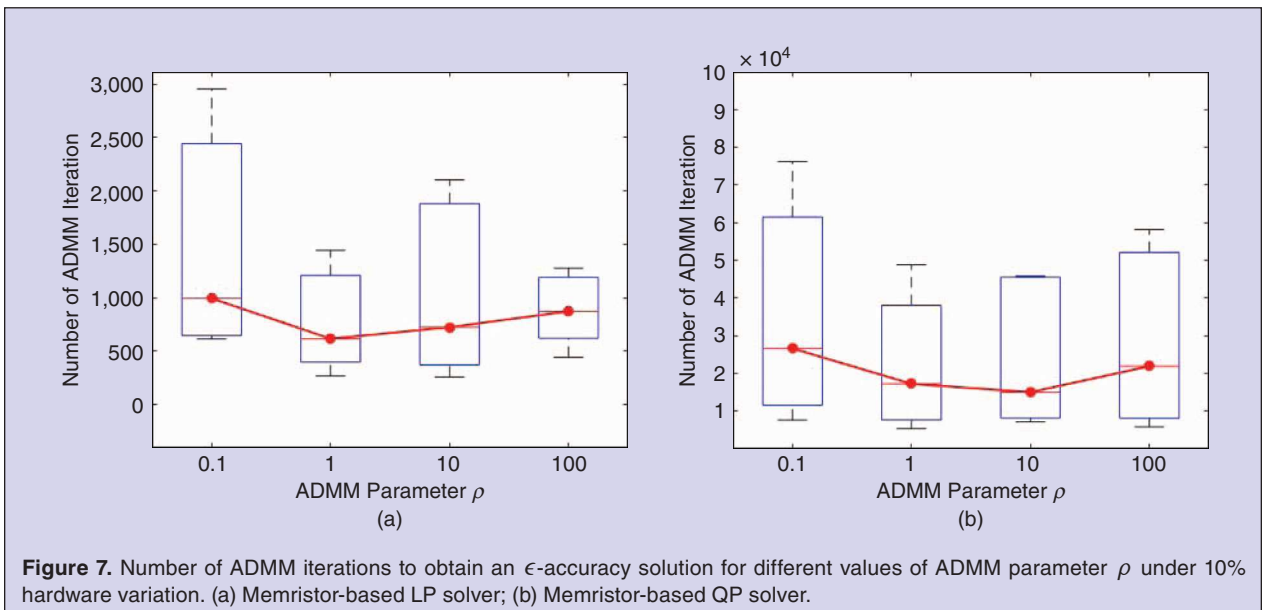 3,000
2,500
2,000
1,500
1,000
500
0
Number of ADMM Iteration
0.1 1 10 100
ADMM Parameter ρ
(a)
× 10⁴
10
9
8
7
6
5
4
3
2
1
Number of ADMM Iteration
0.1 1 10 100
ADMM Parameter ρ
(b)
Figure 7. Number of ADMM iterations to obtain an ϵ-accuracy solution for different values of ADMM parameter ρ under 10%
hardware variation. (a) Memristor-based LP solver; (b) Memristor-based QP solver.